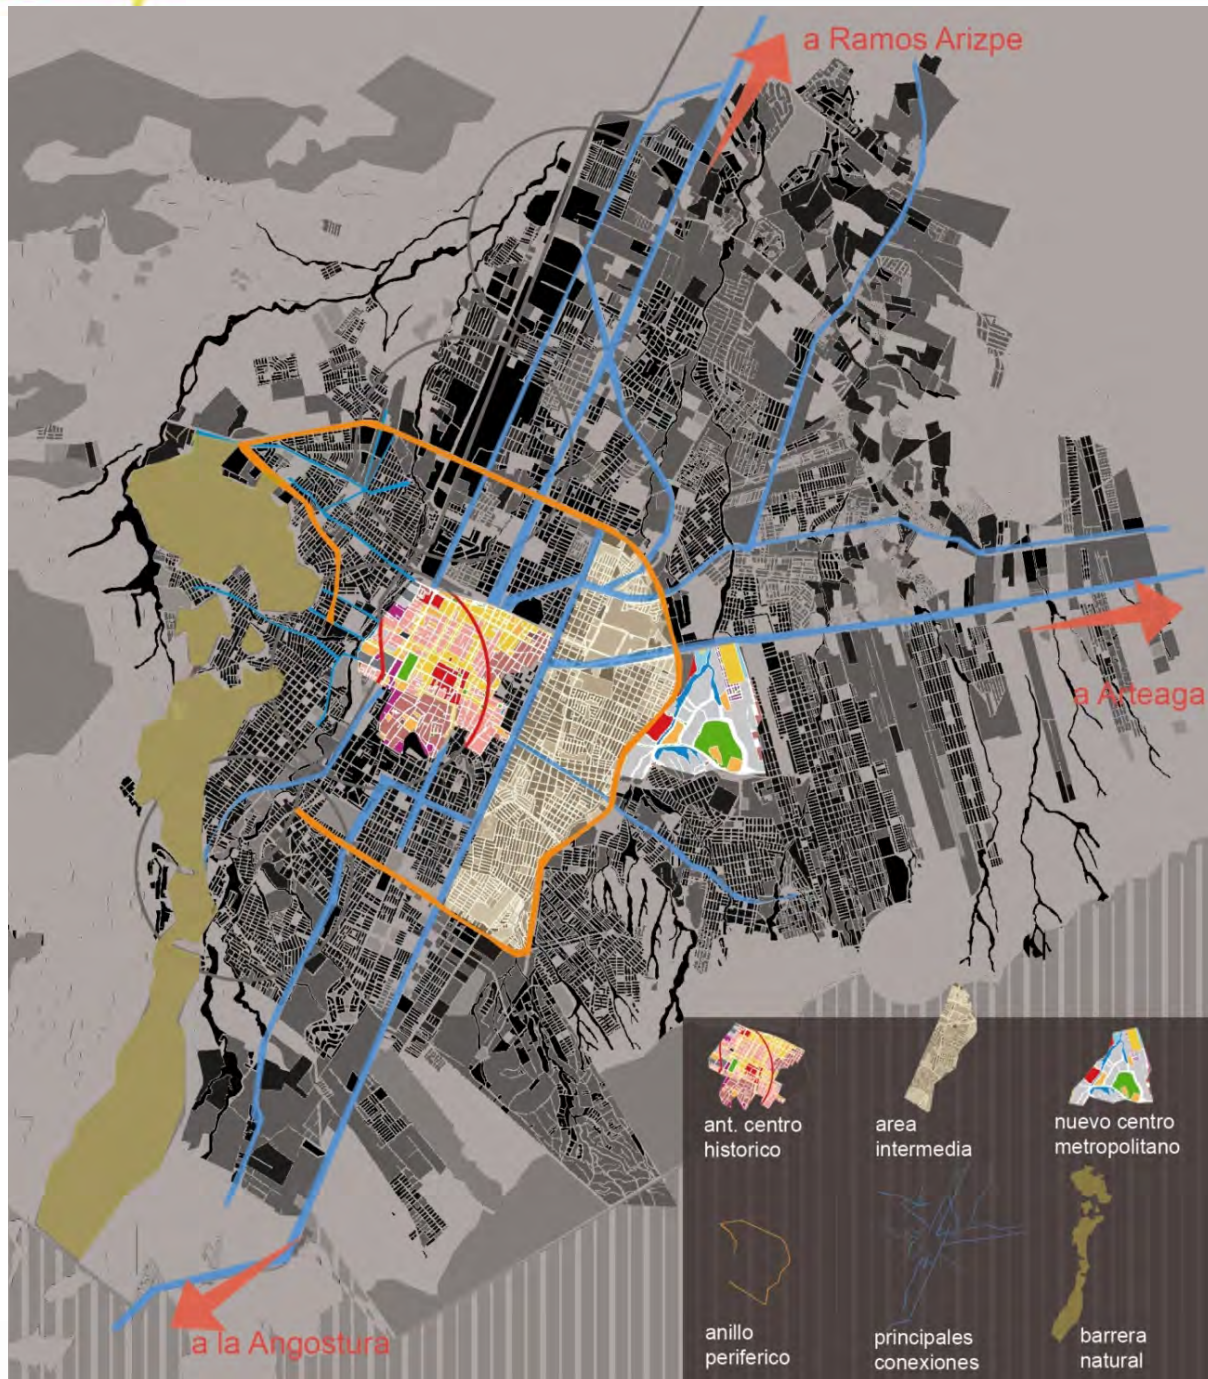 a Ramos Arizpe
a Arteaga
a la Angostura
ant. centro
historico
area
intermedia
nuevo centro
metropolitano
anillo
periferico
principales
conexiones
barrera
natural